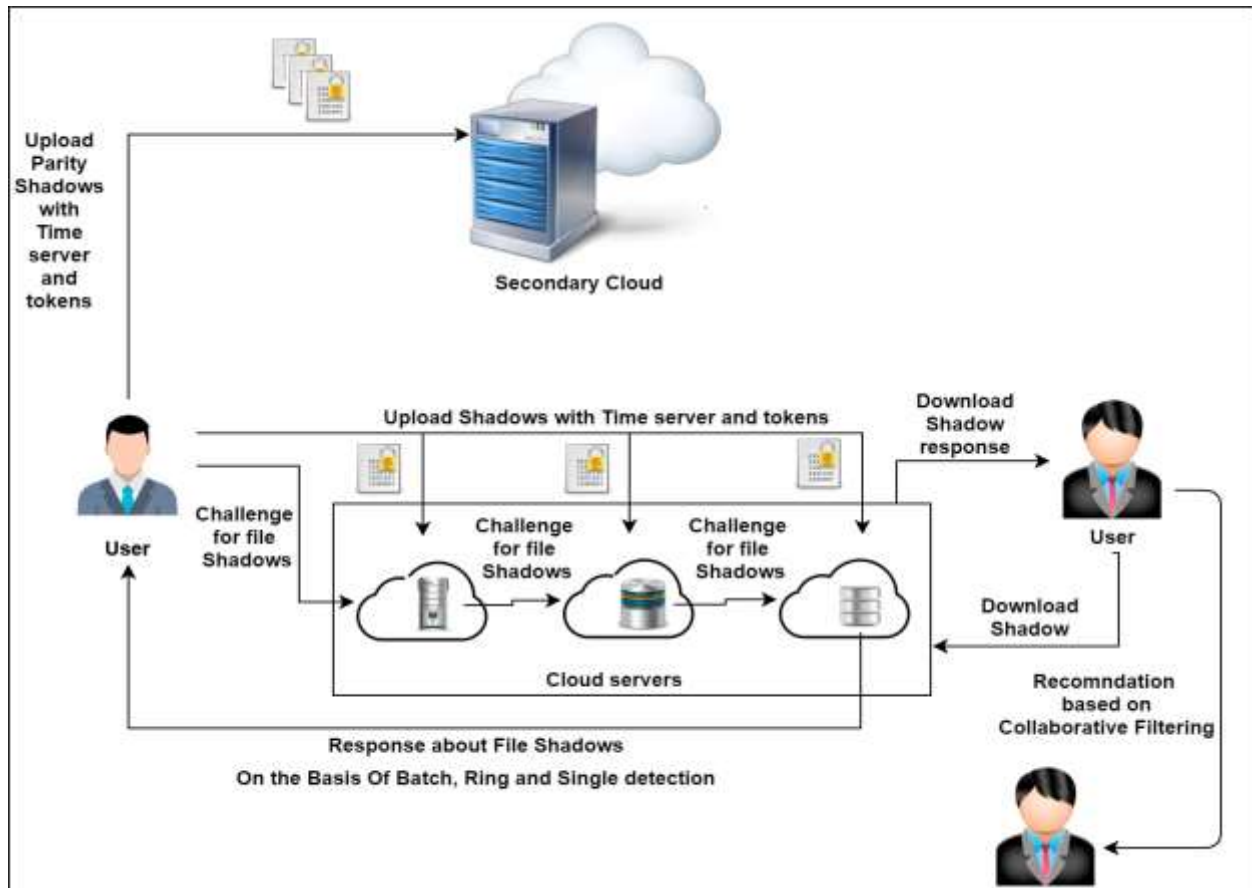 Upload
Parity
Shadows
with
Time
server
and
tokens
Secondary Cloud
Upload Shadows with Time server and tokens
Download
Shadow
response
User
Challenge
for file
Shadows
Challenge
for file
Shadows
Challenge
for file
Shadows
User
Download
Shadow
Cloud servers
Recomndation
based on
Collaborative Filtering
Response about File Shadows
On the Basis Of Batch, Ring and Single detection